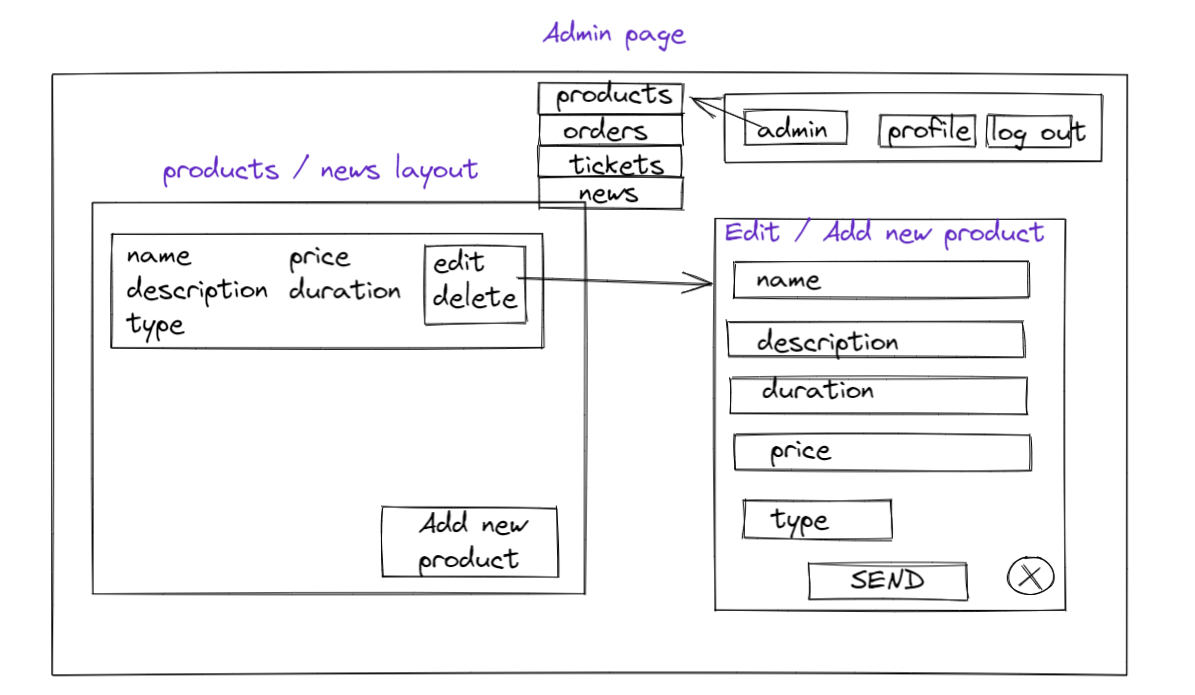 Admin page
products
orders
tickets
news
admin
profile
log out
products / news layout
name price
description duration
type
edit
delete
Add new
product
Edit / Add new product
name
description
duration
price
type
SEND
X